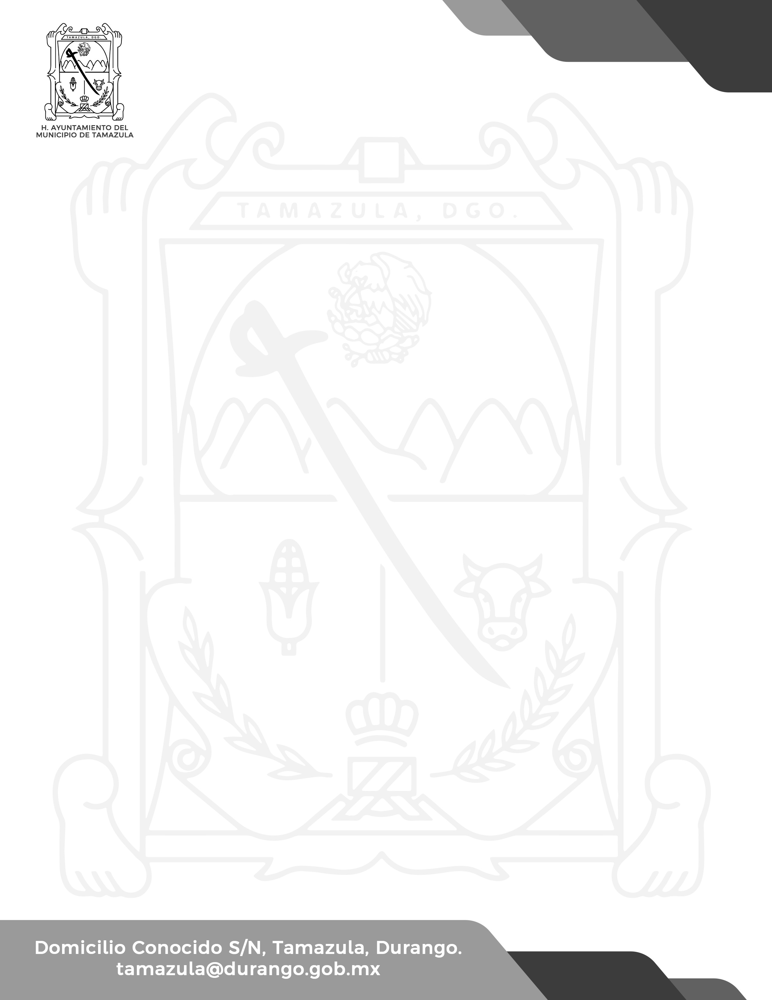 TAMAZULA, DGO.
H. AYUNTAMIENTO DEL
MUNICIPIO DE TAMAZULA
TAMAZULA, DGO.
Domicilio Conocido S/N, Tamazula, Durango.
tamazula@durango.gob.mx